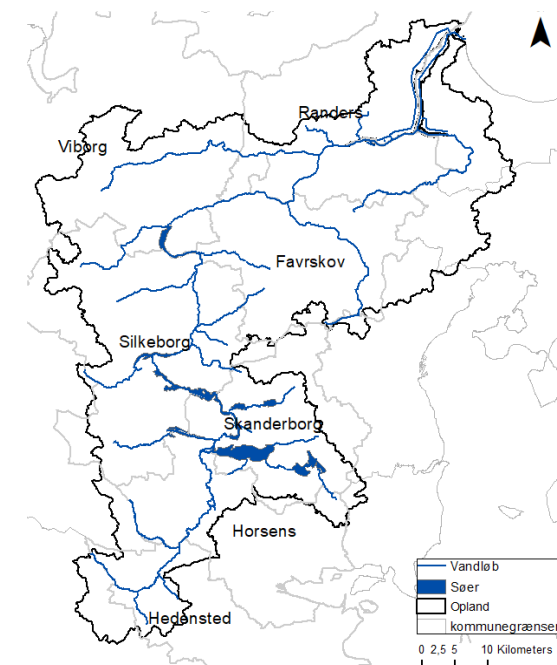 Randers
Viborg
Favrskov
Silkeborg
Skanderborg
Horsens
Hedensted
Vandløb
Søer
Opland
kommunegrænser
0 2,5 5 10 Kilometers